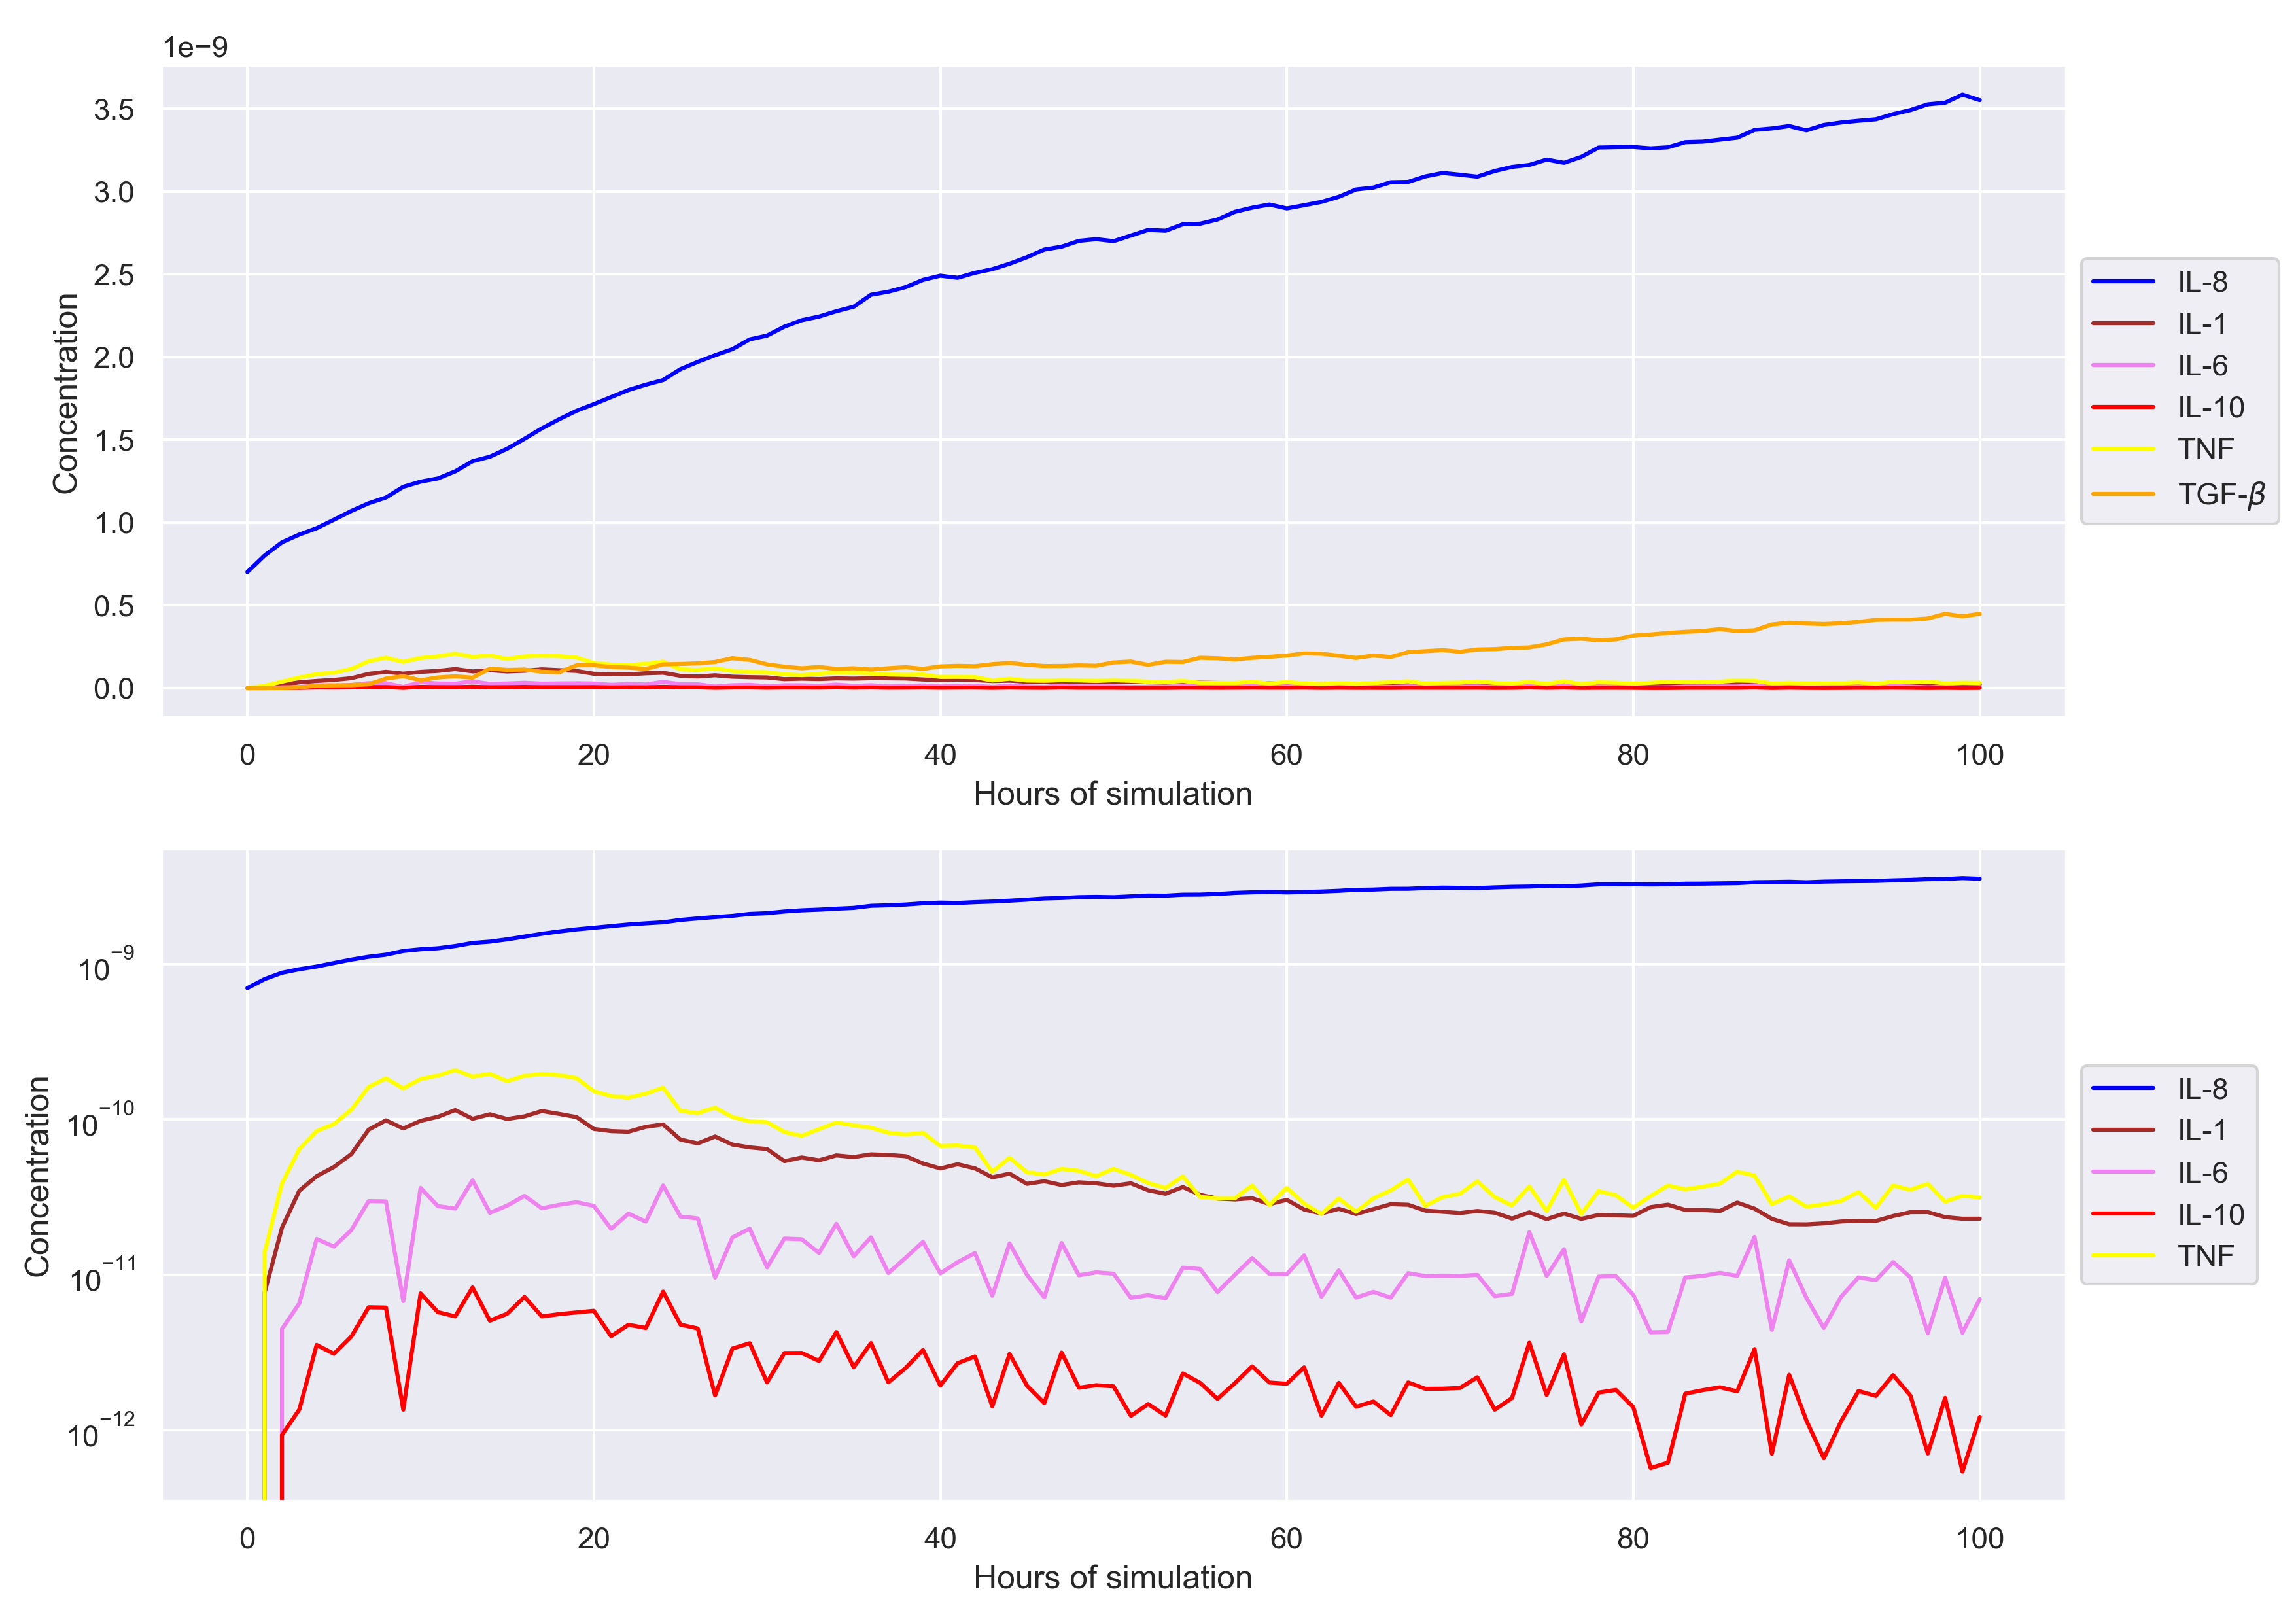 1e−9
3.5
3.0
2.5
2.0
1.5
1.0
0.5
0.0
Concentration
0 20 40 60 80 100
Hours of simulation
IL-8
IL-1
IL-6
IL-10
TNF
TGF-β
10⁻⁹
10⁻¹⁰
10⁻¹¹
10⁻¹²
Concentration
0 20 40 60 80 100
Hours of simulation
IL-8
IL-1
IL-6
IL-10
TNF